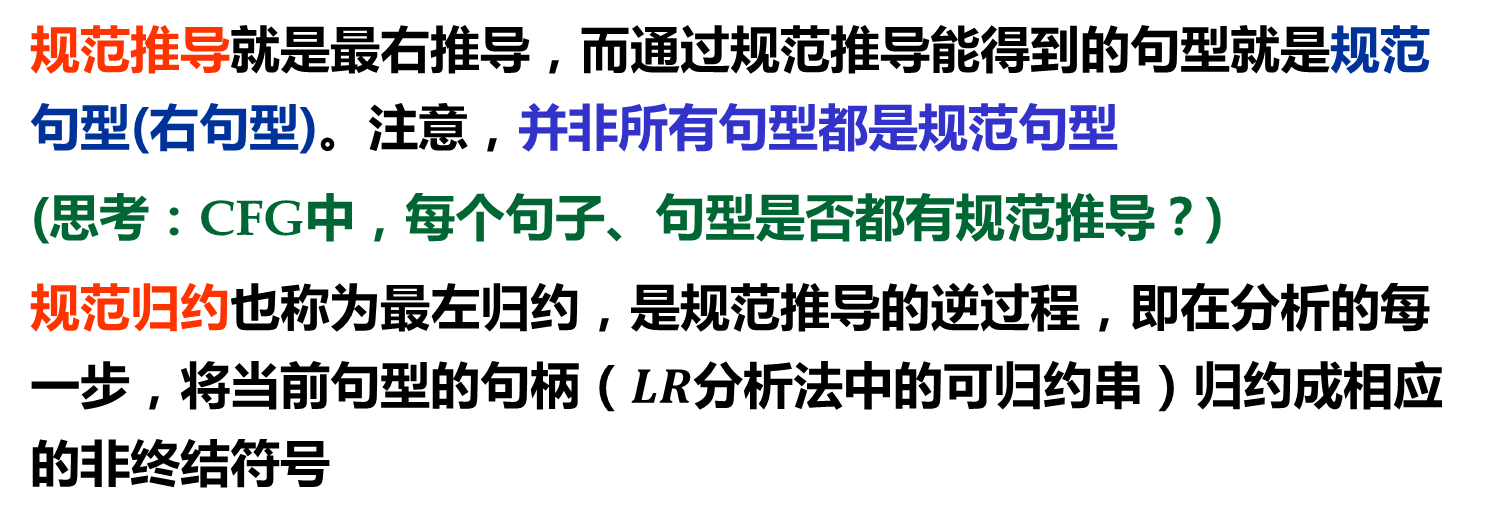 规范推导就是最右推导，而通过规范推导能得到的句型就是规范
句型(右句型)。注意，并非所有句型都是规范句型
(思考：CFG中，每个句子、句型是否都有规范推导？)
规范归约也称为最左归约，是规范推导的逆过程，即在分析的每
一步，将当前句型的句柄（LR分析法中的可归约串）归约成相应
的非终结符号